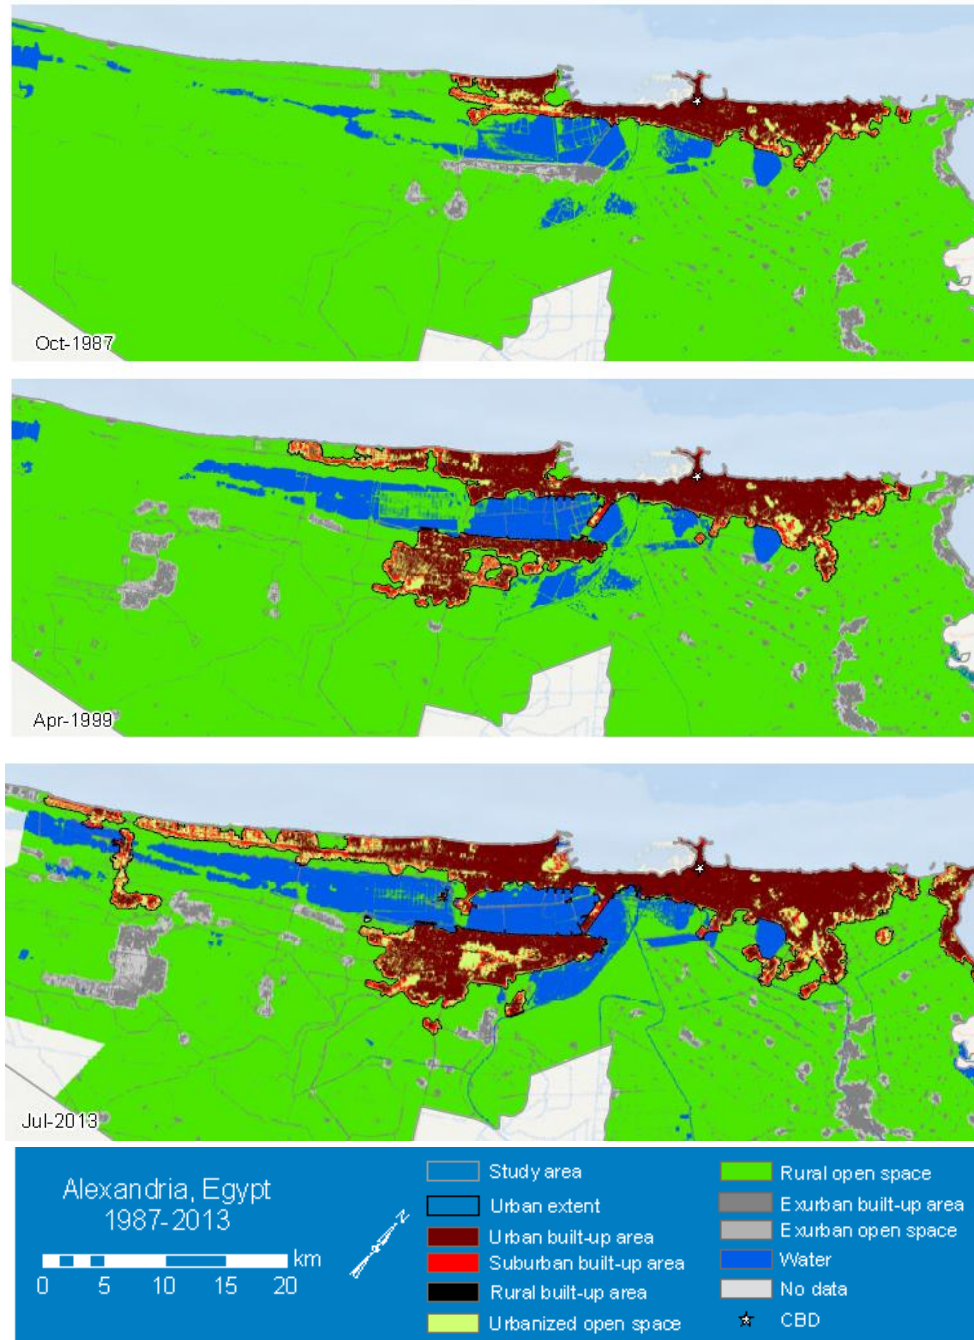 Oct-1987
Apr-1999
Jul-2013
Alexandria, Egypt
1987-2013
km
0 5 10 15 20
N
Study area
Urban extent
Urban built-up area
Suburban built-up area
Rural built-up area
Urbanized open space
Rural open space
Exurban built-up area
Exurban open space
Water
No data
CBD